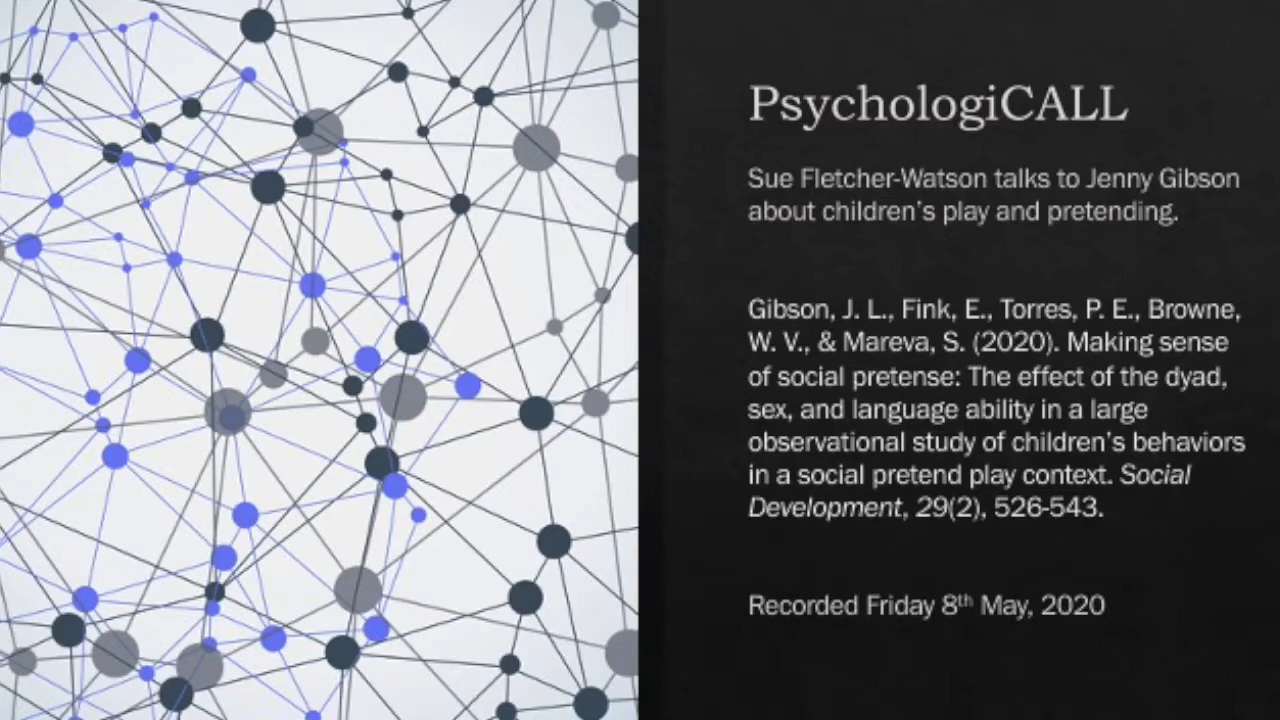 PsychologiCALL
Sue Fletcher-Watson talks to Jenny Gibson
about children's play and pretending.
Gibson, J. L., Fink, E., Torres, P. E., Browne,
W. V., & Mareva, S. (2020). Making sense
of social pretense: The effect of the dyad,
sex, and language ability in a large
observational study of children's behaviors
in a social pretend play context. Social
Development, 29(2), 526-543.
Recorded Friday 8th May, 2020